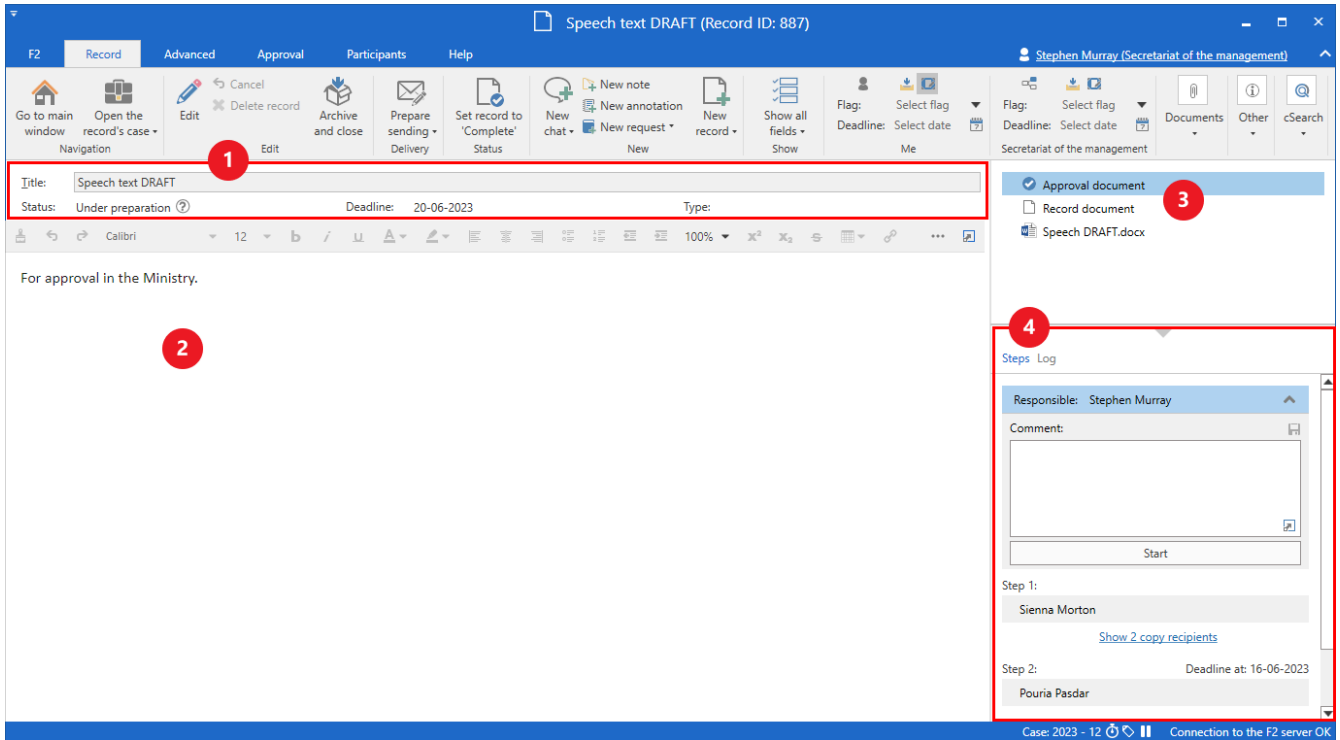 Speech text DRAFT (Record ID: 887)
F2 Record Advanced Approval Participants Help Stephen Murray (Secretariat of the management)
Go to main window
Open the record's case
Navigation
Edit
Cancel
Delete record
Archive and close
Edit
Prepare sending
Delivery
Set record to 'Complete'
Status
New chat
New note
New annotation
New request
New record
New
Show all fields
Show
Flag: Select flag
Deadline: Select date
Me
Flag: Select flag
Deadline: Select date
Secretariat of the management
Documents
Other
cSearch
1
Title: Speech text DRAFT
Status: Under preparation ? Deadline: 20-06-2023 Type:
Calibri 12 b i u A 100% x² x₂ S ...
For approval in the Ministry.
2
Approval document
Record document
Speech DRAFT.docx
3
4
Steps Log
Responsible: Stephen Murray
Comment:
Start
Step 1:
Sienna Morton
Show 2 copy recipients
Step 2: Deadline at: 16-06-2023
Pouria Pasdar
Case: 2023 - 12 Connection to the F2 server OK